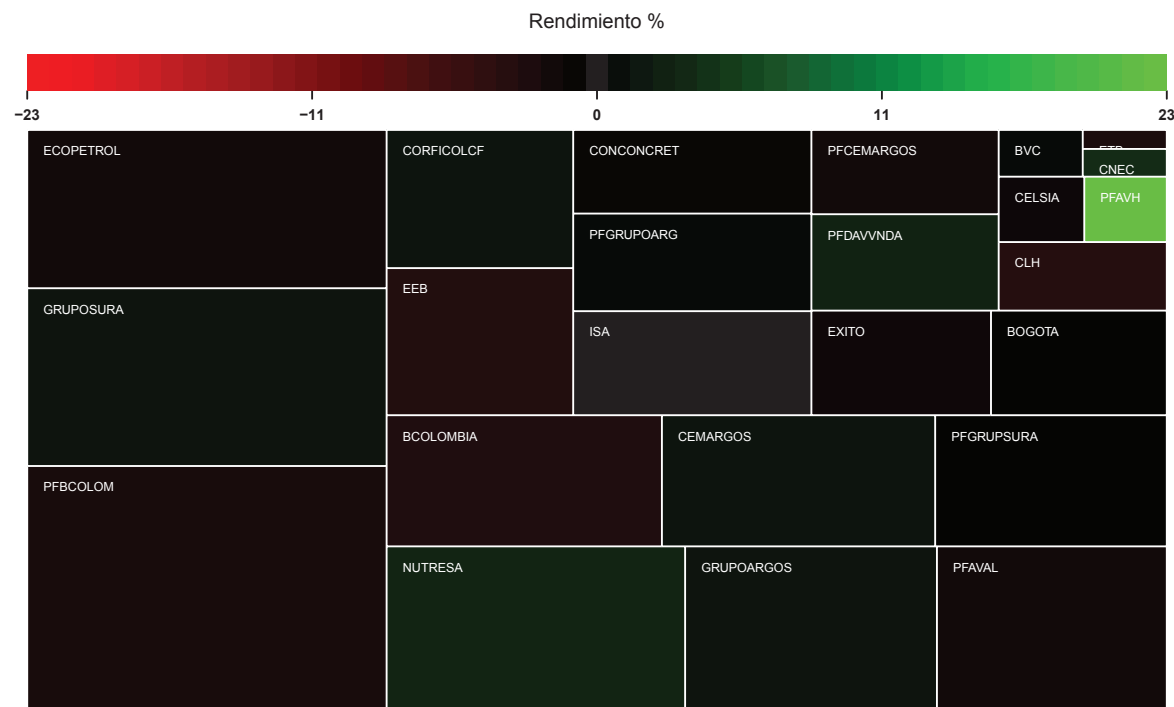 Rendimiento %
−23 −11 0 11 23
ECOPETROL
CORFICOLCF
CONCONCRET
PFCEMARGOS
BVC
CNEC
CELSIA
PFAVH
PFGRUPOARG
PFDAVVNDA
CLH
EEB
GRUPOSURA
ISA
EXITO
BOGOTA
BCOLOMBIA
CEMARGOS
PFGRUPSURA
PFBCOLOM
NUTRESA
GRUPOARGOS
PFAVAL